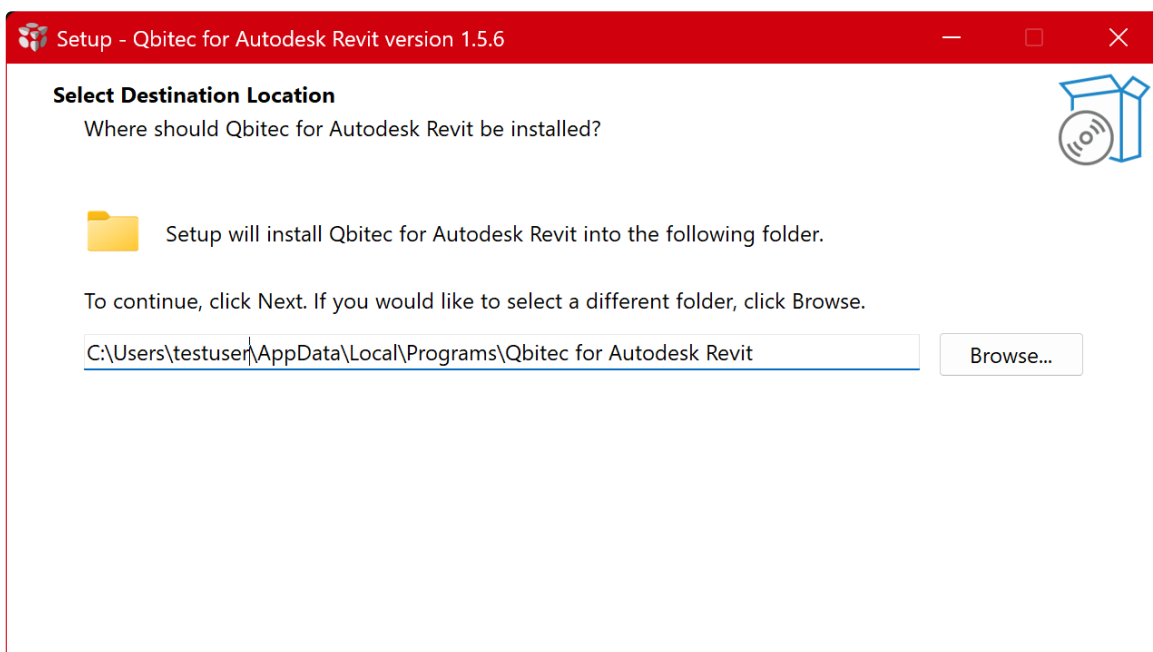 Setup - Qbitec for Autodesk Revit version 1.5.6
Select Destination Location
Where should Qbitec for Autodesk Revit be installed?
Setup will install Qbitec for Autodesk Revit into the following folder.
To continue, click Next. If you would like to select a different folder, click Browse.
C:\Users\testuser\AppData\Local\Programs\Qbitec for Autodesk Revit
Browse...